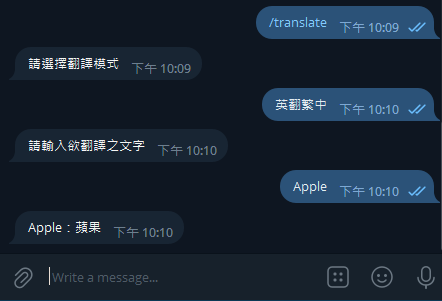 /translate 下午 10:09
請選擇翻譯模式 下午 10:09
英翻繁中 下午 10:10
請輸入欲翻譯之文字 下午 10:10
Apple 下午 10:10
Apple：蘋果 下午 10:10
Write a message...